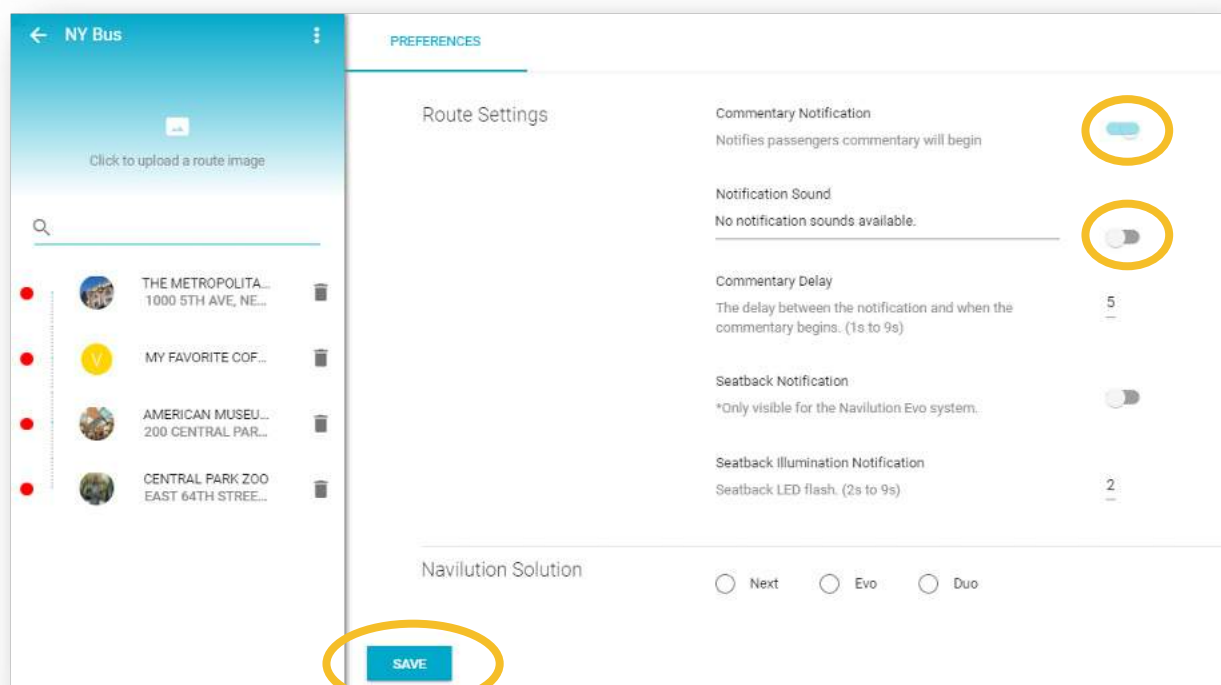 NY Bus
Click to upload a route image
THE METROPOLITA...
1000 5TH AVE, NE...
V
MY FAVORITE COF...
AMERICAN MUSEU...
200 CENTRAL PAR...
CENTRAL PARK ZOO
EAST 64TH STREE...
PREFERENCES
Route Settings
Commentary Notification
Notifies passengers commentary will begin
Notification Sound
No notification sounds available.
Commentary Delay
The delay between the notification and when the
commentary begins. (1s to 9s)
5
Seatback Notification
*Only visible for the Navilution Evo system.
Seatback Illumination Notification
Seatback LED flash. (2s to 9s)
2
Navilution Solution
Next Evo Duo
SAVE